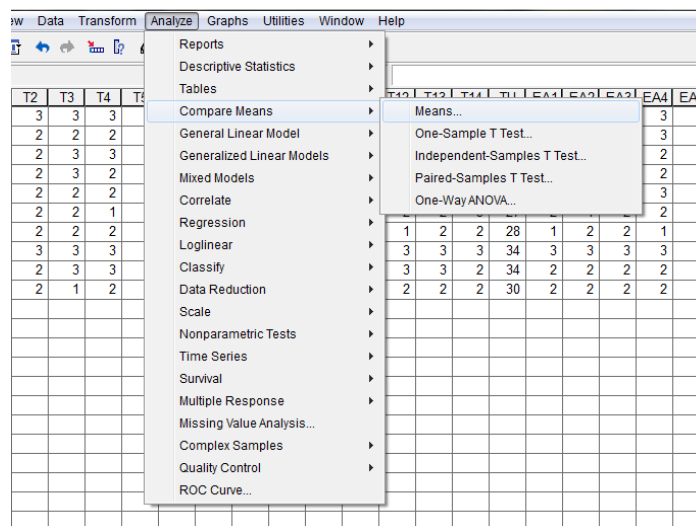 ew Data Transform Analyze Graphs Utilities Window Help
Reports
Descriptive Statistics
Tables
Compare Means
General Linear Model
Generalized Linear Models
Mixed Models
Correlate
Regression
Loglinear
Classify
Data Reduction
Scale
Nonparametric Tests
Time Series
Survival
Multiple Response
Missing Value Analysis...
Complex Samples
Quality Control
ROC Curve...
Means...
One-Sample T Test...
Independent-Samples T Test...
Paired-Samples T Test...
One-Way ANOVA...
T2 T3 T4 T12 T13 T14 TU EA1 EA2 EA3 EA4 EA
3 3 3 3
2 2 2 3
2 3 3 2
2 3 2 2
2 2 2 3
2 2 1 2
2 2 2 1 2 2 28 1 2 2 1
3 3 3 3 3 3 34 3 3 3 3
2 3 3 3 3 2 34 2 2 2 2
2 1 2 2 2 2 30 2 2 2 2